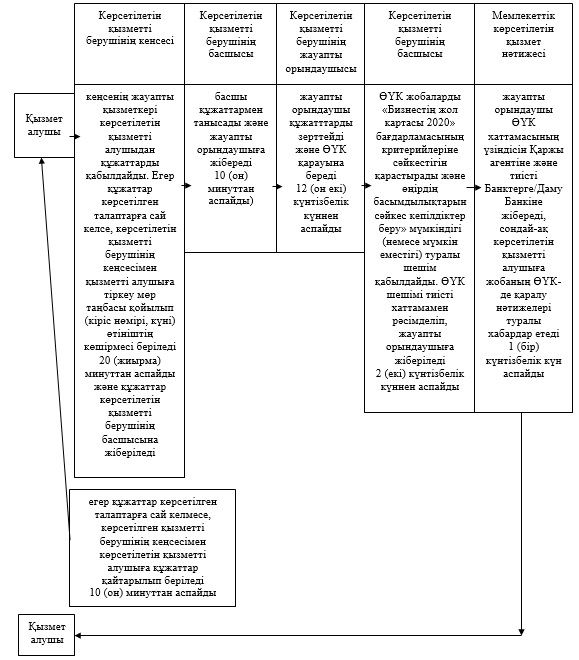 Көрсетілетін
қызметті
берушінің кеңсесі
Көрсетілетін
қызметті
берушінің
басшысы
Көрсетілетін
қызметті
берушінің
жауапты
орындаушысы
Көрсетілетін
қызметті
берушінің
басшысы
Мемлекеттік
көрсетілетін
қызмет
нәтижесі
Қызмет
алушы
кеңсенің жауапты
қызметкері
көрсетілетін
қызметті
алушыдан
құжаттарды
қабылдайды. Егер
құжаттар
көрсетілген
талаптарға сай
келсе, көрсетілетін
қызметті
берушінің
кеңсесімен
қызметті алушыға
тіркеу мөр
таңбасы қойылып
(кіріс нөмірі, күні)
өтініштің
көшірмесі беріледі
20 (жиырма)
минуттан аспайды
және құжаттар
көрсетілетін
қызметті
берушінің
басшысына
жіберіледі
басшы
құжаттармен
танысады және
жауапты
орындаушыға
жібереді
10 (он)
минуттан
аспайды)
жауапты
орындаушы
құжатттарды
зерттейді
және ӨҮК
қарауына
береді
12 (он екі)
күнтізбелік
күннен
аспайды
ӨҮК жобаларды
«Бизнестің жол
картасы 2020»
бағдарламасының
критерийлеріне
сәйкестігін
қарастырады және
өңірдің
басымдылықтарын
сәйкес кепілдіктер
беру» мүмкіндігі
(немесе мүмкін
еместігі) туралы
шешім
қабылдайды. ӨҮК
шешімі тиісті
хаттамамен
рәсімделіп,
жауапты
орындаушыға
жіберіледі
2 (екі) күнтізбелік
күннен аспайды
жауапты
орындаушы
ӨҮК
хаттамасының
үзіндісін Қаржы
агентіне және
тиісті
Банктерге/Даму
Банкіне
жібереді,
сондай-ақ
көрсетілетін
қызметті
алушыға
жобаның ӨҮК-
де қаралу
нәтижелері
туралы
хабардар етеді
1 (бір)
күнтізбелік күн
аспайды
егер құжаттар көрсетілген
талаптарға сай келмесе,
көрсетілген қызметті
берушінің кеңсесімен
көрсетілетін қызметті
алушыға құжаттар
қайтарылып беріледі
10 (он) минуттан аспайды
Қызмет
алушы